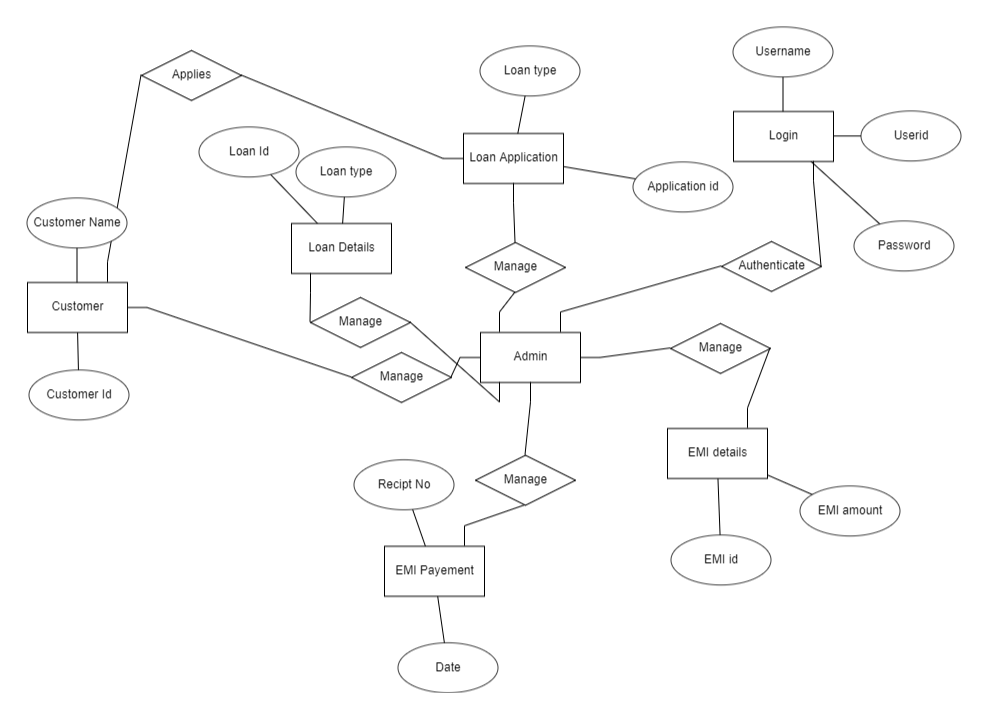 Username
Applies
Loan type
Login
Userid
Loan Id
Loan Application
Loan type
Application id
Customer Name
Loan Details
Password
Manage
Authenticate
Customer
Manage
Admin
Manage
Manage
Customer Id
EMI details
Manage
Recipt No
EMI amount
EMI id
EMI Payement
Date